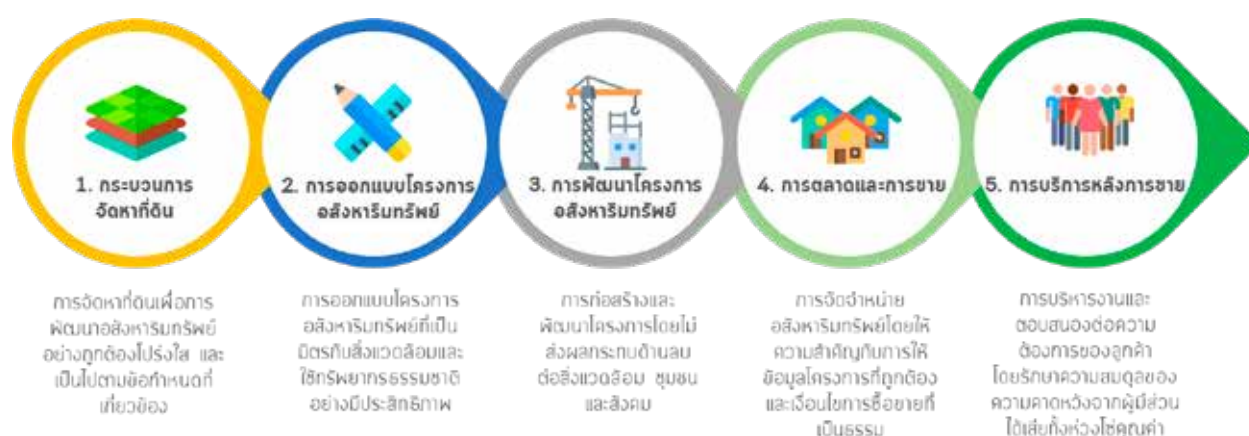 1. กระบวนการ
จัดหาที่ดิน
2. การออกแบบโครงการ
อสังหาริมทรัพย์
3. การพัฒนาโครงการ
อสังหาริมทรัพย์
4. การตลาดและการขาย
5. การบริการหลังการขาย
การจัดหาที่ดินเพื่อการ
พัฒนาอสังหาริมทรัพย์
อย่างถูกต้องโปร่งใส และ
เป็นไปตามข้อกำหนดที่
เกี่ยวข้อง
การออกแบบโครงการ
อสังหาริมทรัพย์ที่เป็น
มิตรกับสิ่งแวดล้อมและ
ใช้ทรัพยากรธรรมชาติ
อย่างมีประสิทธิภาพ
การก่อสร้างและ
พัฒนาโครงการโดยไม่
ส่งผลกระทบด้านลบ
ต่อสิ่งแวดล้อม ชุมชน
และสังคม
การจัดจำหน่าย
อสังหาริมทรัพย์โดยให้
ความสำคัญกับการให้
ข้อมูลโครงการที่ถูกต้อง
และเงื่อนไขการซื้อขายที่
เป็นธรรม
การบริหารงานและ
ตอบสนองต่อความ
ต้องการของลูกค้า
โดยรักษาความสมดุลของ
ความคาดหวังจากผู้มีส่วน
ได้เสียทั้งห่วงโซ่คุณค่า